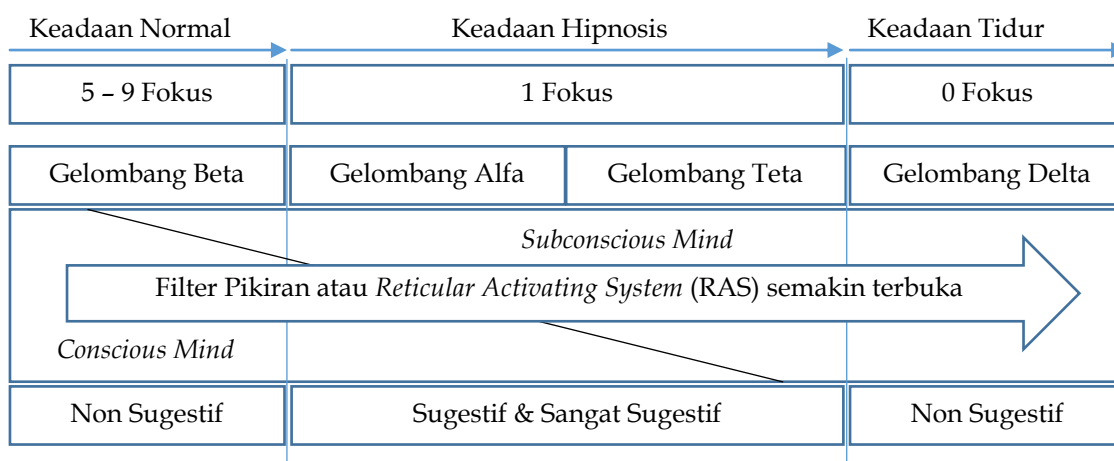 Keadaan Normal
Keadaan Hipnosis
Keadaan Tidur
5 – 9 Fokus
1 Fokus
0 Fokus
Gelombang Beta
Gelombang Alfa
Gelombang Teta
Gelombang Delta
Subconscious Mind
Filter Pikiran atau Reticular Activating System (RAS) semakin terbuka
Conscious Mind
Non Sugestif
Sugestif & Sangat Sugestif
Non Sugestif